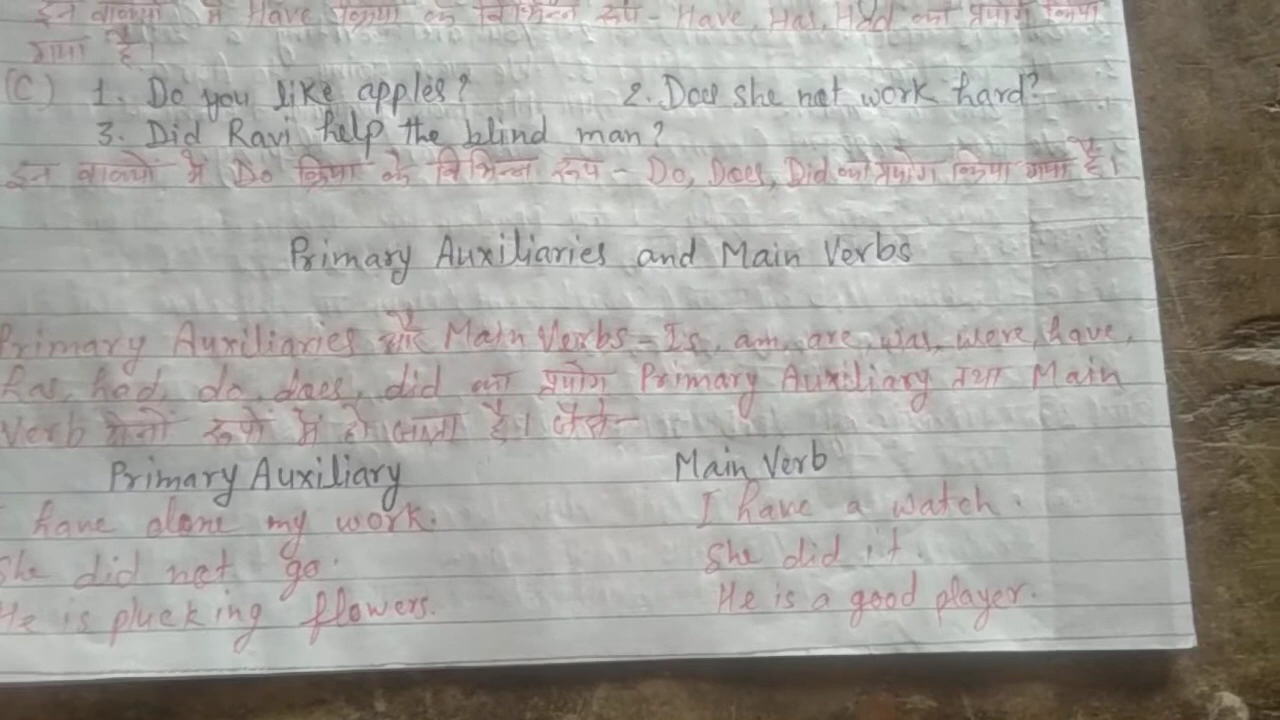 इन वाक्यों में Have क्रिया के विभिन्न रूप - Have, Has, Had का प्रयोग किया
गया है।
(C) 1. Do you like apples? 2. Does she not work hard?
3. Did Ravi help the blind man?
इन वाक्यों में Do क्रिया के विभिन्न रूप - Do, Does, Did का प्रयोग किया गया है।
Primary Auxiliaries and Main Verbs
Primary Auxiliaries और Main Verbs - Is, am, are, was, were, have,
has, had, do, does, did का प्रयोग Primary Auxiliary तथा Main
Verb दोनों रूपों में हो जाता है। जैसे-
Primary Auxiliary Main Verb
I have done my work. I have a watch.
She did not go. She did it.
He is plucking flowers. He is a good player.